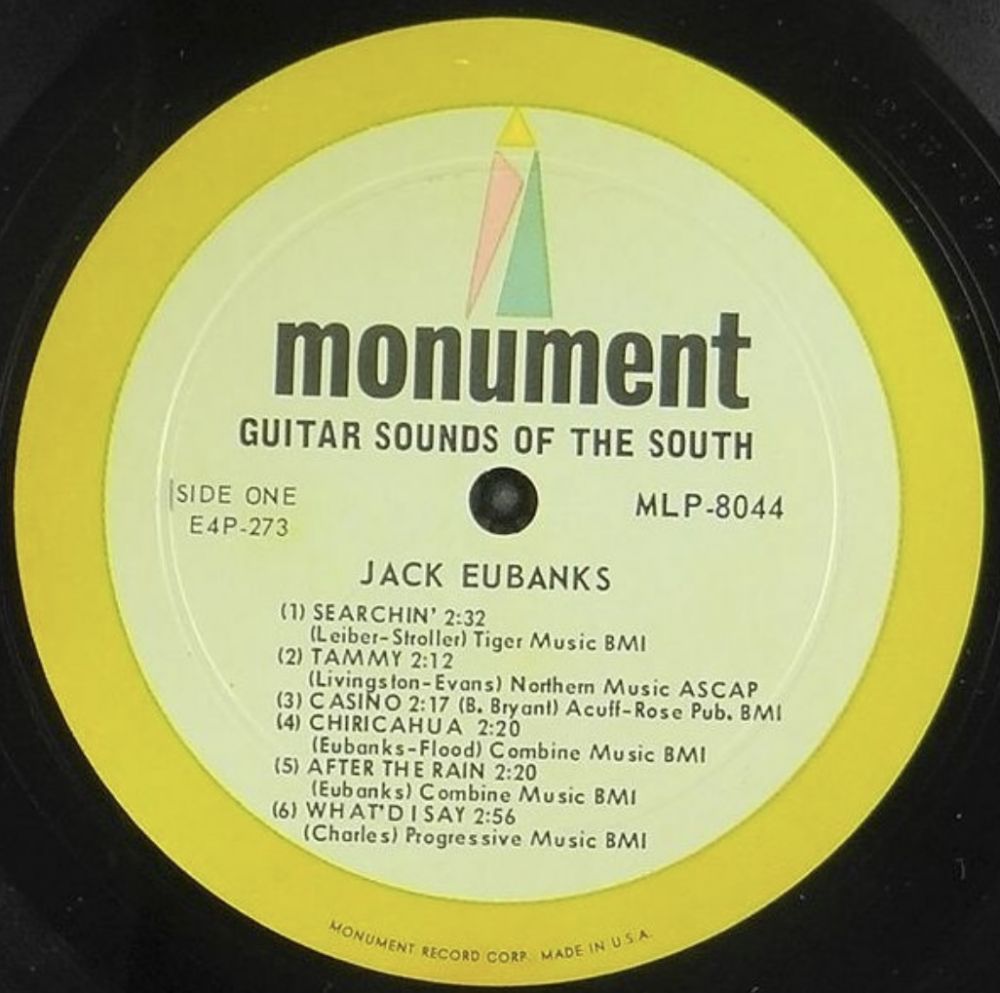 monument
GUITAR SOUNDS OF THE SOUTH
SIDE ONE
E4P-273
MLP-8044
JACK EUBANKS
(1) SEARCHIN' 2:32
(Leiber-Stroller) Tiger Music BMI
(2) TAMMY 2:12
(Livingston-Evans) Northern Music ASCAP
(3) CASINO 2:17 (B. Bryant) Acuff-Rose Pub. BMI
(4) CHIRICAHUA 2:20
(Eubanks-Flood) Combine Music BMI
(5) AFTER THE RAIN 2:20
(Eubanks) Combine Music BMI
(6) WHAT'D I SAY 2:56
(Charles) Progressive Music BMI
MONUMENT RECORD CORP. MADE IN U.S.A.